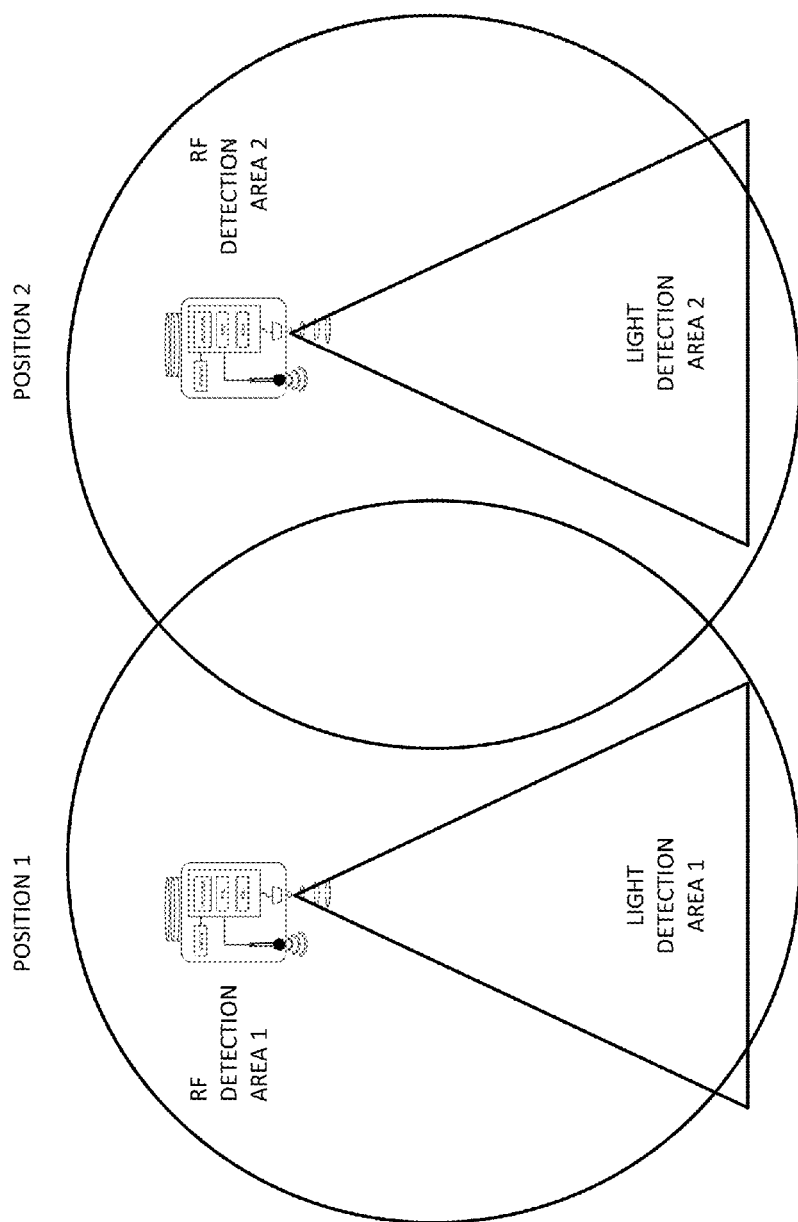 POSITION 1
POSITION 2
RF
DETECTION
AREA 1
RF
DETECTION
AREA 2
LIGHT
DETECTION
AREA 1
LIGHT
DETECTION
AREA 2